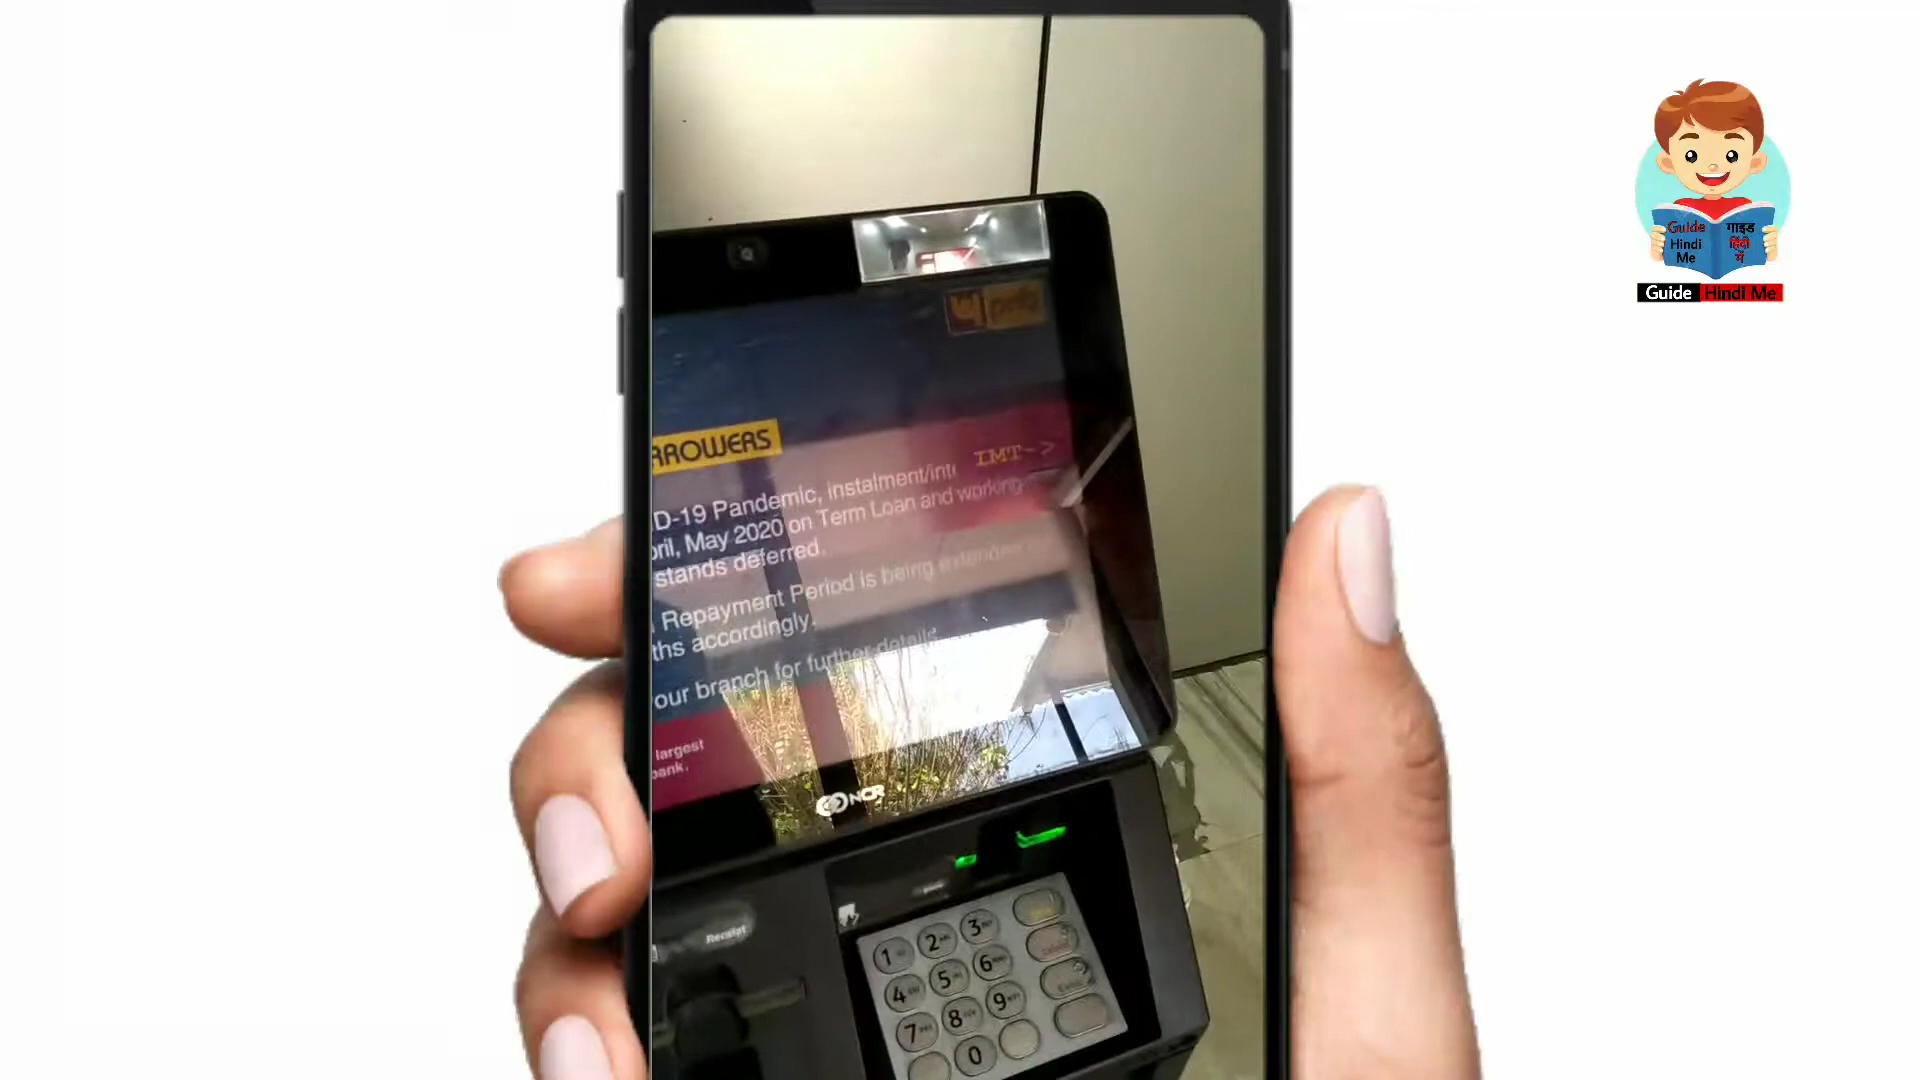 pnb
RROWERS
IMT->
D-19 Pandemic, instalment/int
pril, May 2020 on Term Loan and working
stands deferred.
Repayment Period is being extended
ths accordingly.
our branch for further details
largest
bank.
NCR
Receipt
1 2 3
4 5 6
7 8 9
0
Guide
Hindi
Me
गाइड
हिंदी
में
Guide Hindi Me